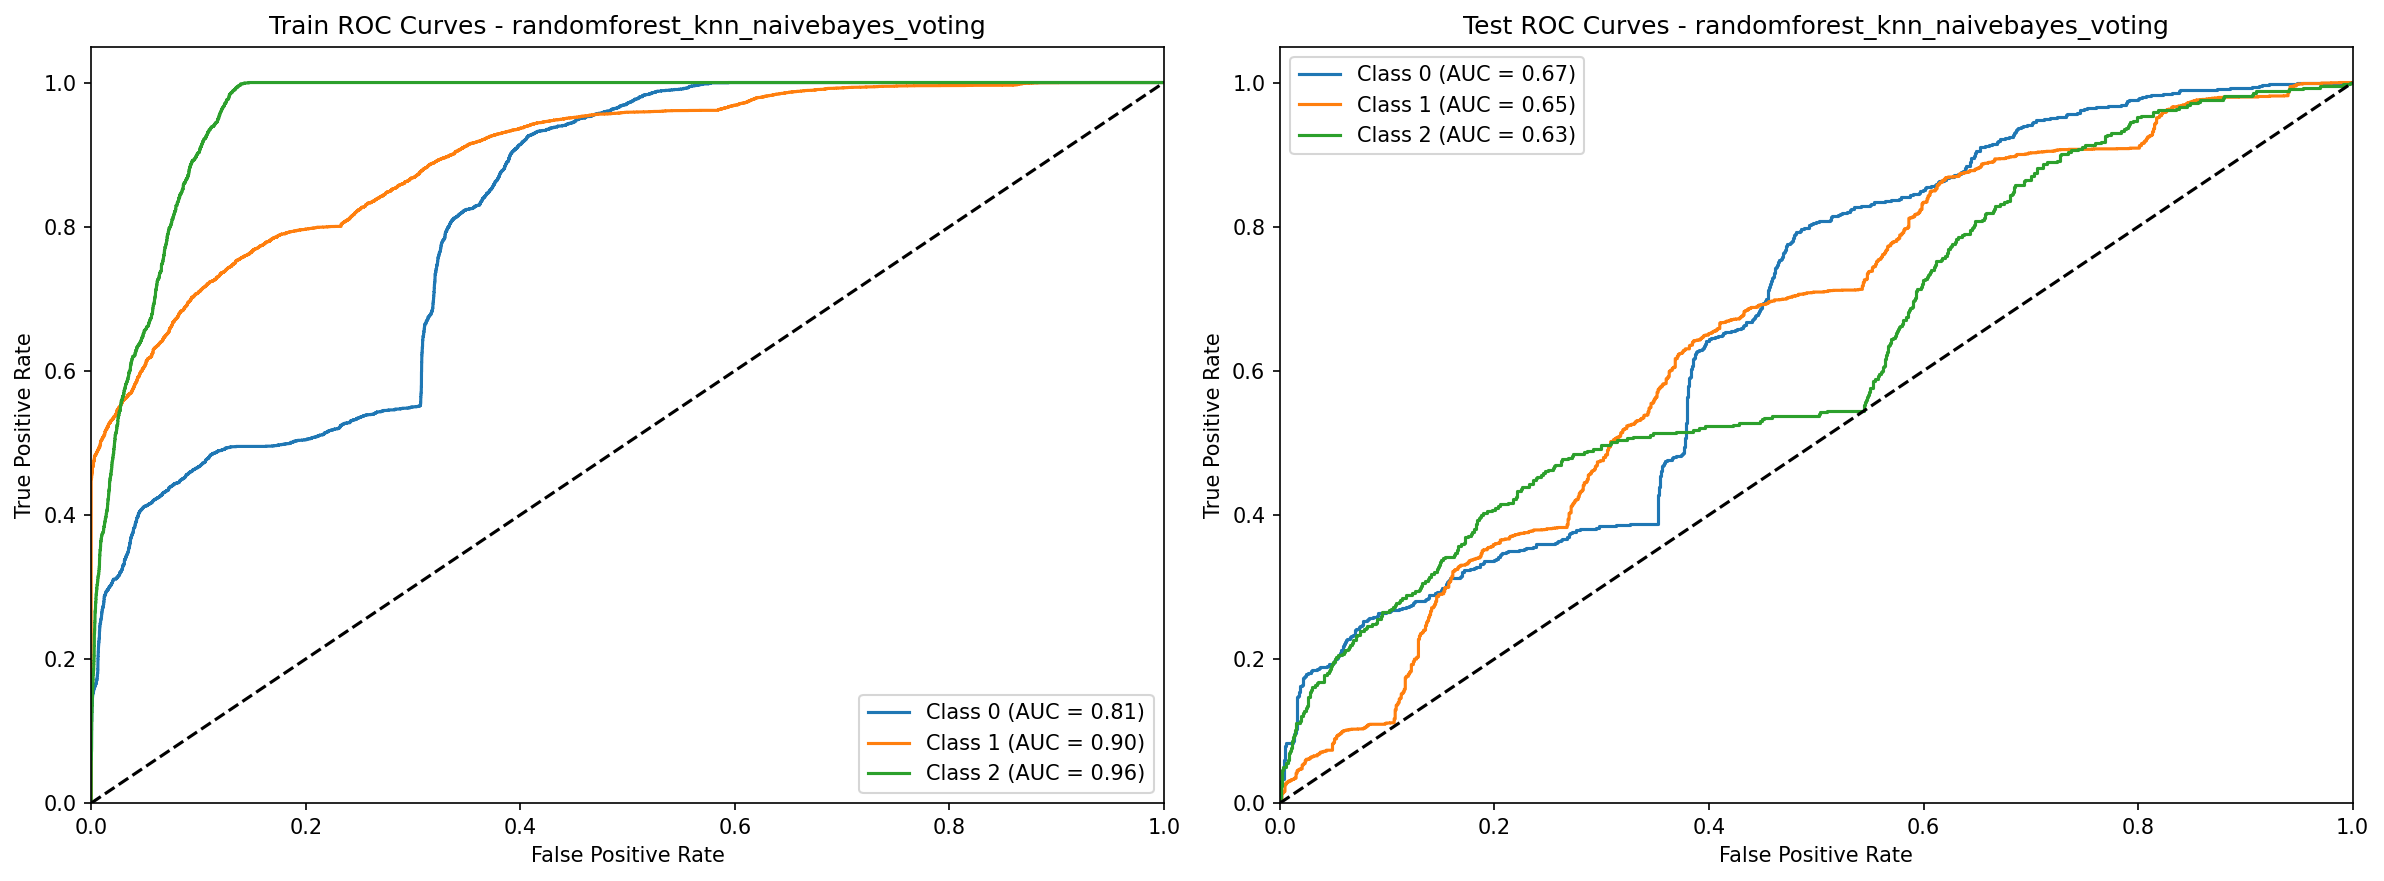 Train ROC Curves - randomforest_knn_naivebayes_voting
True Positive Rate
1.0
0.8
0.6
0.4
0.2
0.0
Class 0 (AUC = 0.81)
Class 1 (AUC = 0.90)
Class 2 (AUC = 0.96)
0.0 0.2 0.4 0.6 0.8 1.0
False Positive Rate
Test ROC Curves - randomforest_knn_naivebayes_voting
True Positive Rate
1.0
0.8
0.6
0.4
0.2
0.0
Class 0 (AUC = 0.67)
Class 1 (AUC = 0.65)
Class 2 (AUC = 0.63)
0.0 0.2 0.4 0.6 0.8 1.0
False Positive Rate